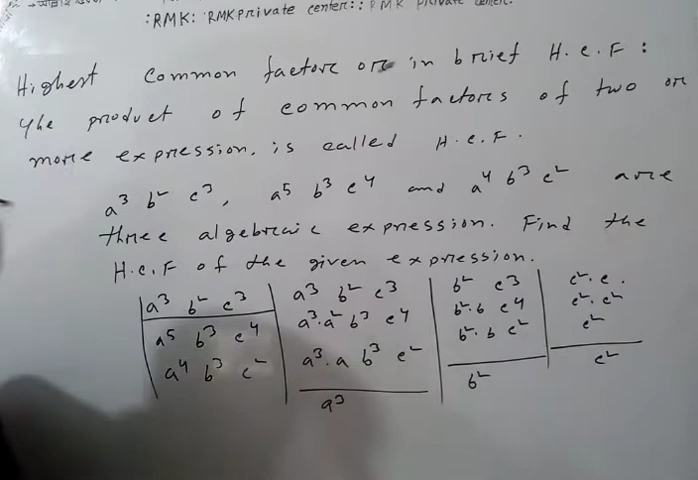 :RMK: RMK Private center::RMK Private center:
Highest common factor or in brief H.C.F:
The product of common factors of two or
more expression. is called H.C.F.
a³ b² c³, a⁵ b³ c⁴ and a⁴ b³ c² are
three algebraic expression. Find the
H.C.F of the given expression.
a³ b² c³ a³ b² c³ b² c³ c².c.
a⁵ b³ c⁴ a³.a² b³ c⁴ b².b c⁴ c².c²
a⁴ b³ c² a³.a b³ c² b².b c² c²
a³ b² c²